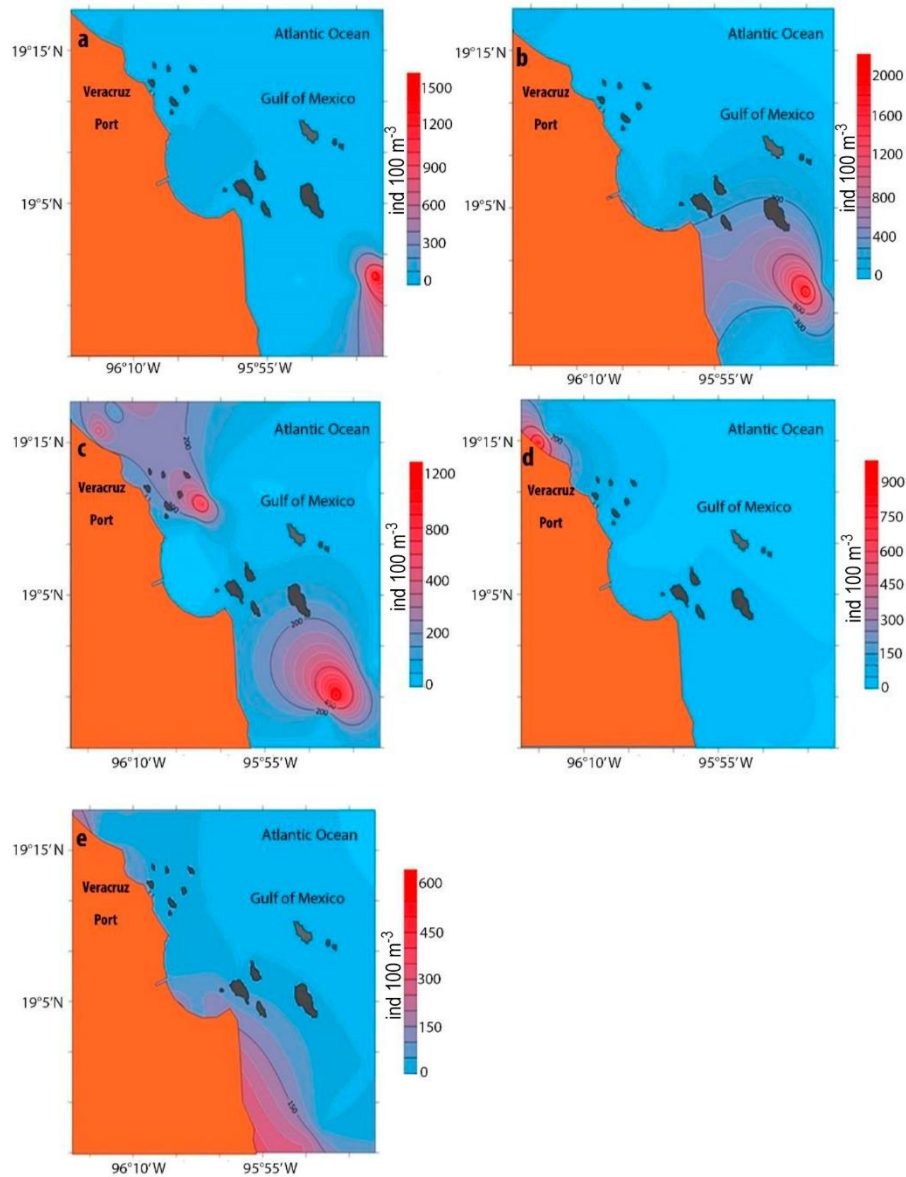 a
Atlantic Ocean
19°15'N
Veracruz
Port
Gulf of Mexico
19°5'N
96°10'W
95°55'W
1500
1200
900
600
300
0
ind 100 m⁻³
b
Atlantic Ocean
19°15'N
Veracruz
Port
Gulf of Mexico
19°5'N
800
96°10'W
95°55'W
2000
1600
1200
800
400
0
ind 100 m⁻³
c
Atlantic Ocean
19°15'N
200
Veracruz
Port
Gulf of Mexico
19°5'N
200
400
200
96°10'W
95°55'W
1200
800
400
200
0
ind 100 m⁻³
d
Atlantic Ocean
19°15'N
Veracruz
Port
Gulf of Mexico
19°5'N
96°10'W
95°55'W
900
750
600
450
300
150
0
ind 100 m⁻³
e
Atlantic Ocean
19°15'N
Veracruz
Port
Gulf of Mexico
19°5'N
150
96°10'W
95°55'W
600
450
300
150
0
ind 100 m⁻³